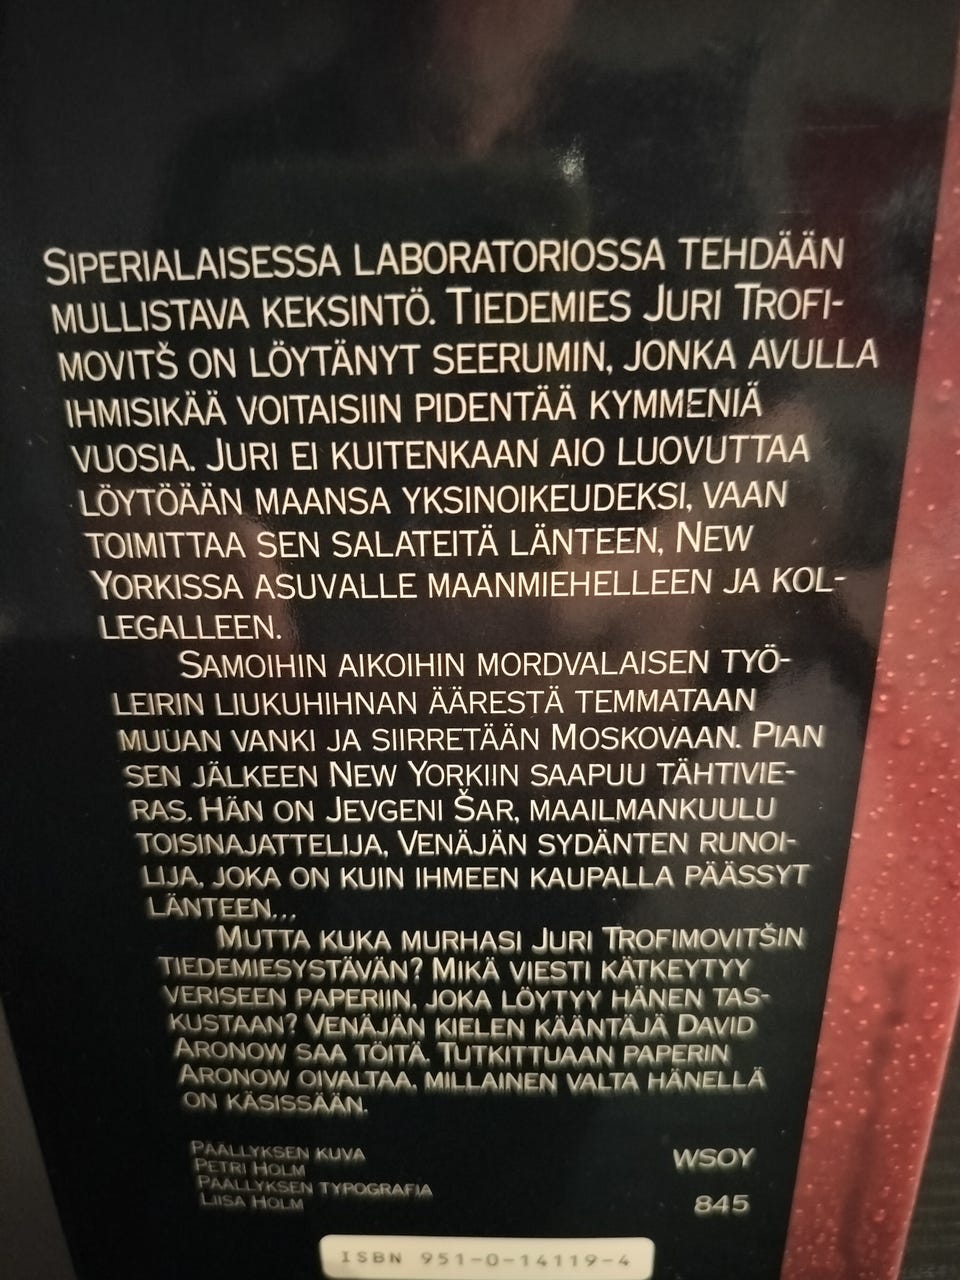 SIPERIALAISESSA LABORATORIOSSA TEHDÄÄN
MULLISTAVA KEKSINTÖ. TIEDEMIES JURI TROFI-
MOVITŠ ON LÖYTÄNYT SEERUMIN, JONKA AVULLA
IHMISIKÄÄ VOITAISIIN PIDENTÄÄ KYMMENIÄ
VUOSIA. JURI EI KUITENKAAN AIO LUOVUTTAA
LÖYTÖÄÄN MAANSA YKSINOIKEUDEKSI, VAAN
TOIMITTAA SEN SALATEITÄ LÄNTEEN, NEW
YORKISSA ASUVALLE MAANMIEHELLEEN JA KOL-
LEGALLEEN.
SAMOIHIN AIKOIHIN MORDVALAISEN TYÖ-
LEIRIN LIUKUHIHNAN ÄÄRESTÄ TEMMATAAN
MUUAN VANKI JA SIIRRETÄÄN MOSKOVAAN. PIAN
SEN JÄLKEEN NEW YORKIIN SAAPUU TÄHTIVIE-
RAS. HÄN ON JEVGENI ŠAR, MAAILMANKUULU
TOISINAJATTELIJA, VENÄJÄN SYDÄNTEN RUNOI-
LIJA, JOKA ON KUIN IHMEEN KAUPALLA PÄÄSSYT
LÄNTEEN...
MUTTA KUKA MURHASI JURI TROFIMOVITŠIN
TIEDEMIESYSTÄVÄN? MIKÄ VIESTI KÄTKEYTYY
VERISEEN PAPERIIN, JOKA LÖYTYY HÄNEN TAS-
KUSTAAN? VENÄJÄN KIELEN KÄÄNTÄJÄ DAVID
ARONOW SAA TÖITÄ. TUTKITTUAAN PAPERIN
ARONOW OIVALTAA, MILLAINEN VALTA HÄNELLÄ
ON KÄSISSÄÄN.
PÄÄLLYKSEN KUVA
PETRI HOLM
PÄÄLLYKSEN TYPOGRAFIA
LIISA HOLM
WSOY
845
ISBN 951-0-14119-4